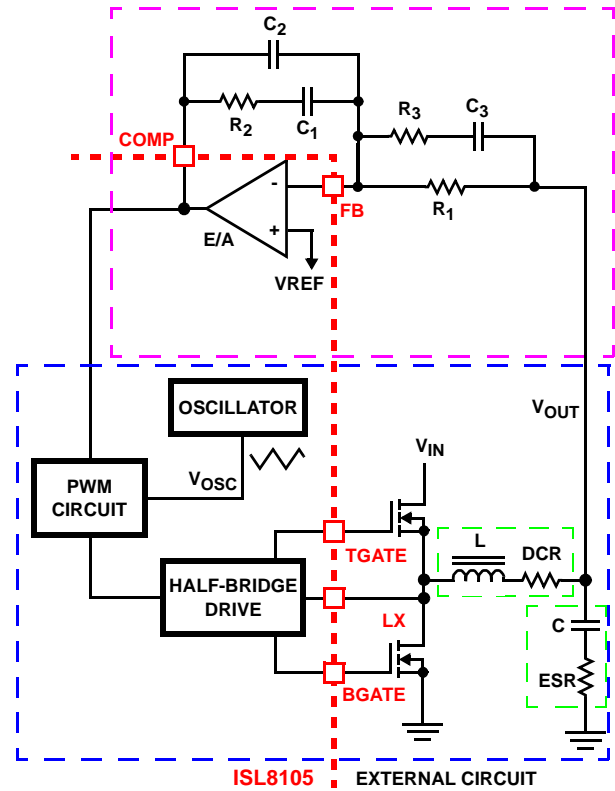 C2
R2
C1
R3
C3
COMP
-
FB
R1
E/A
+
VREF
OSCILLATOR
VOUT
VIN
VOSC
PWM
CIRCUIT
TGATE
L
DCR
HALF-BRIDGE
DRIVE
LX
C
BGATE
ESR
ISL8105
EXTERNAL CIRCUIT